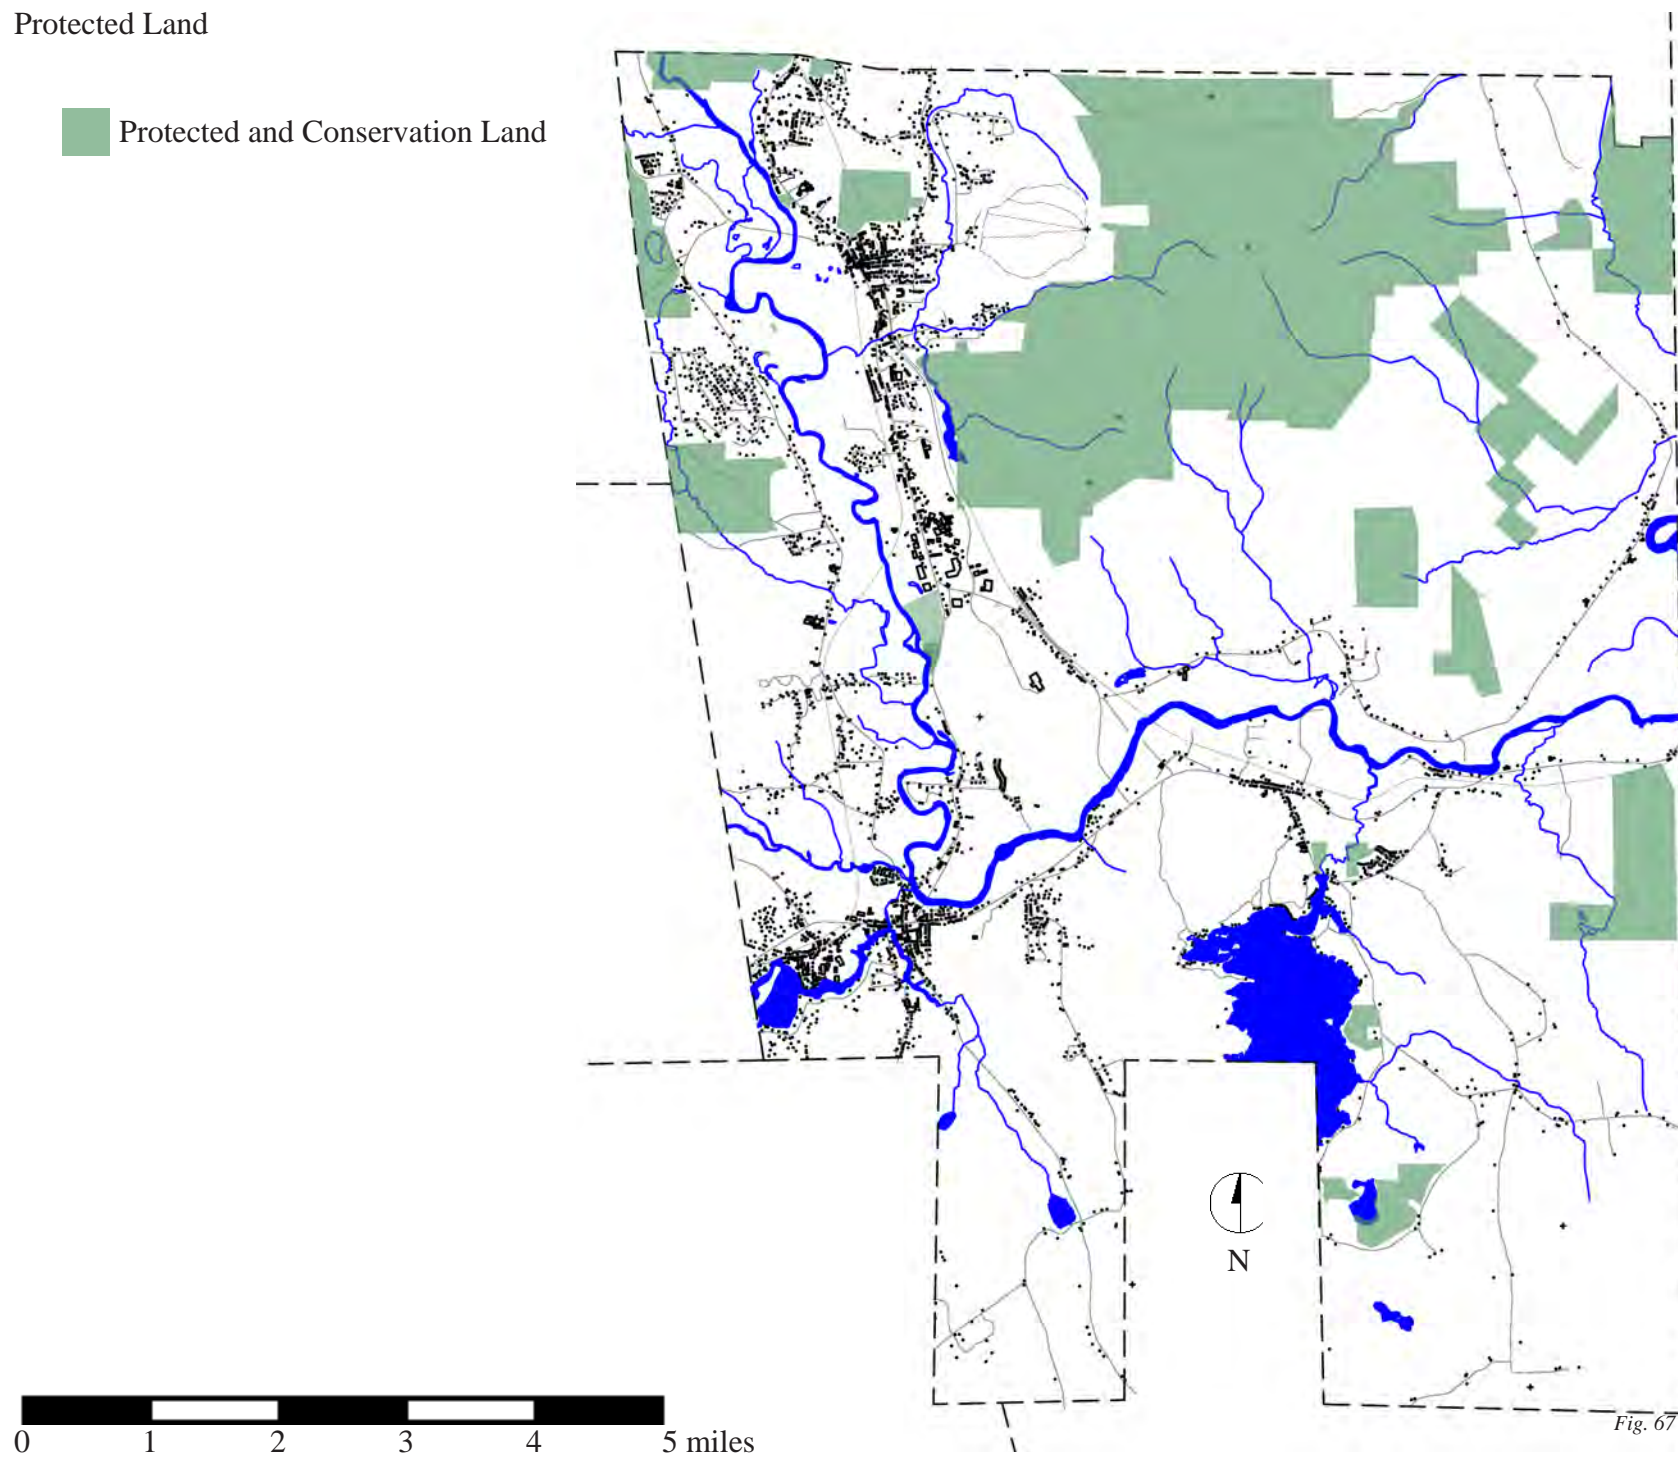 Protected Land
Protected and Conservation Land
N
0 1 2 3 4 5 miles
Fig. 67